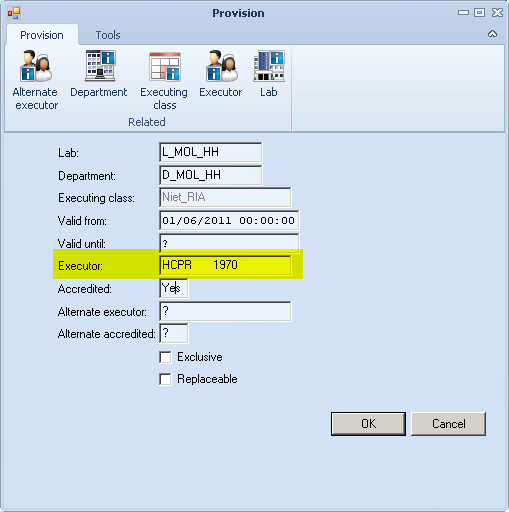 Provision
Provision Tools
Alternate executor
Department
Executing class
Executor
Lab
Related
Lab: L_MOL_HH
Department: D_MOL_HH
Executing class: Niet_RIA
Valid from: 01/06/2011 00:00:00
Valid until: ?
Executor: HCPR 1970
Accredited: Yes
Alternate executor: ?
Alternate accredited: ?
Exclusive
Replaceable
OK Cancel